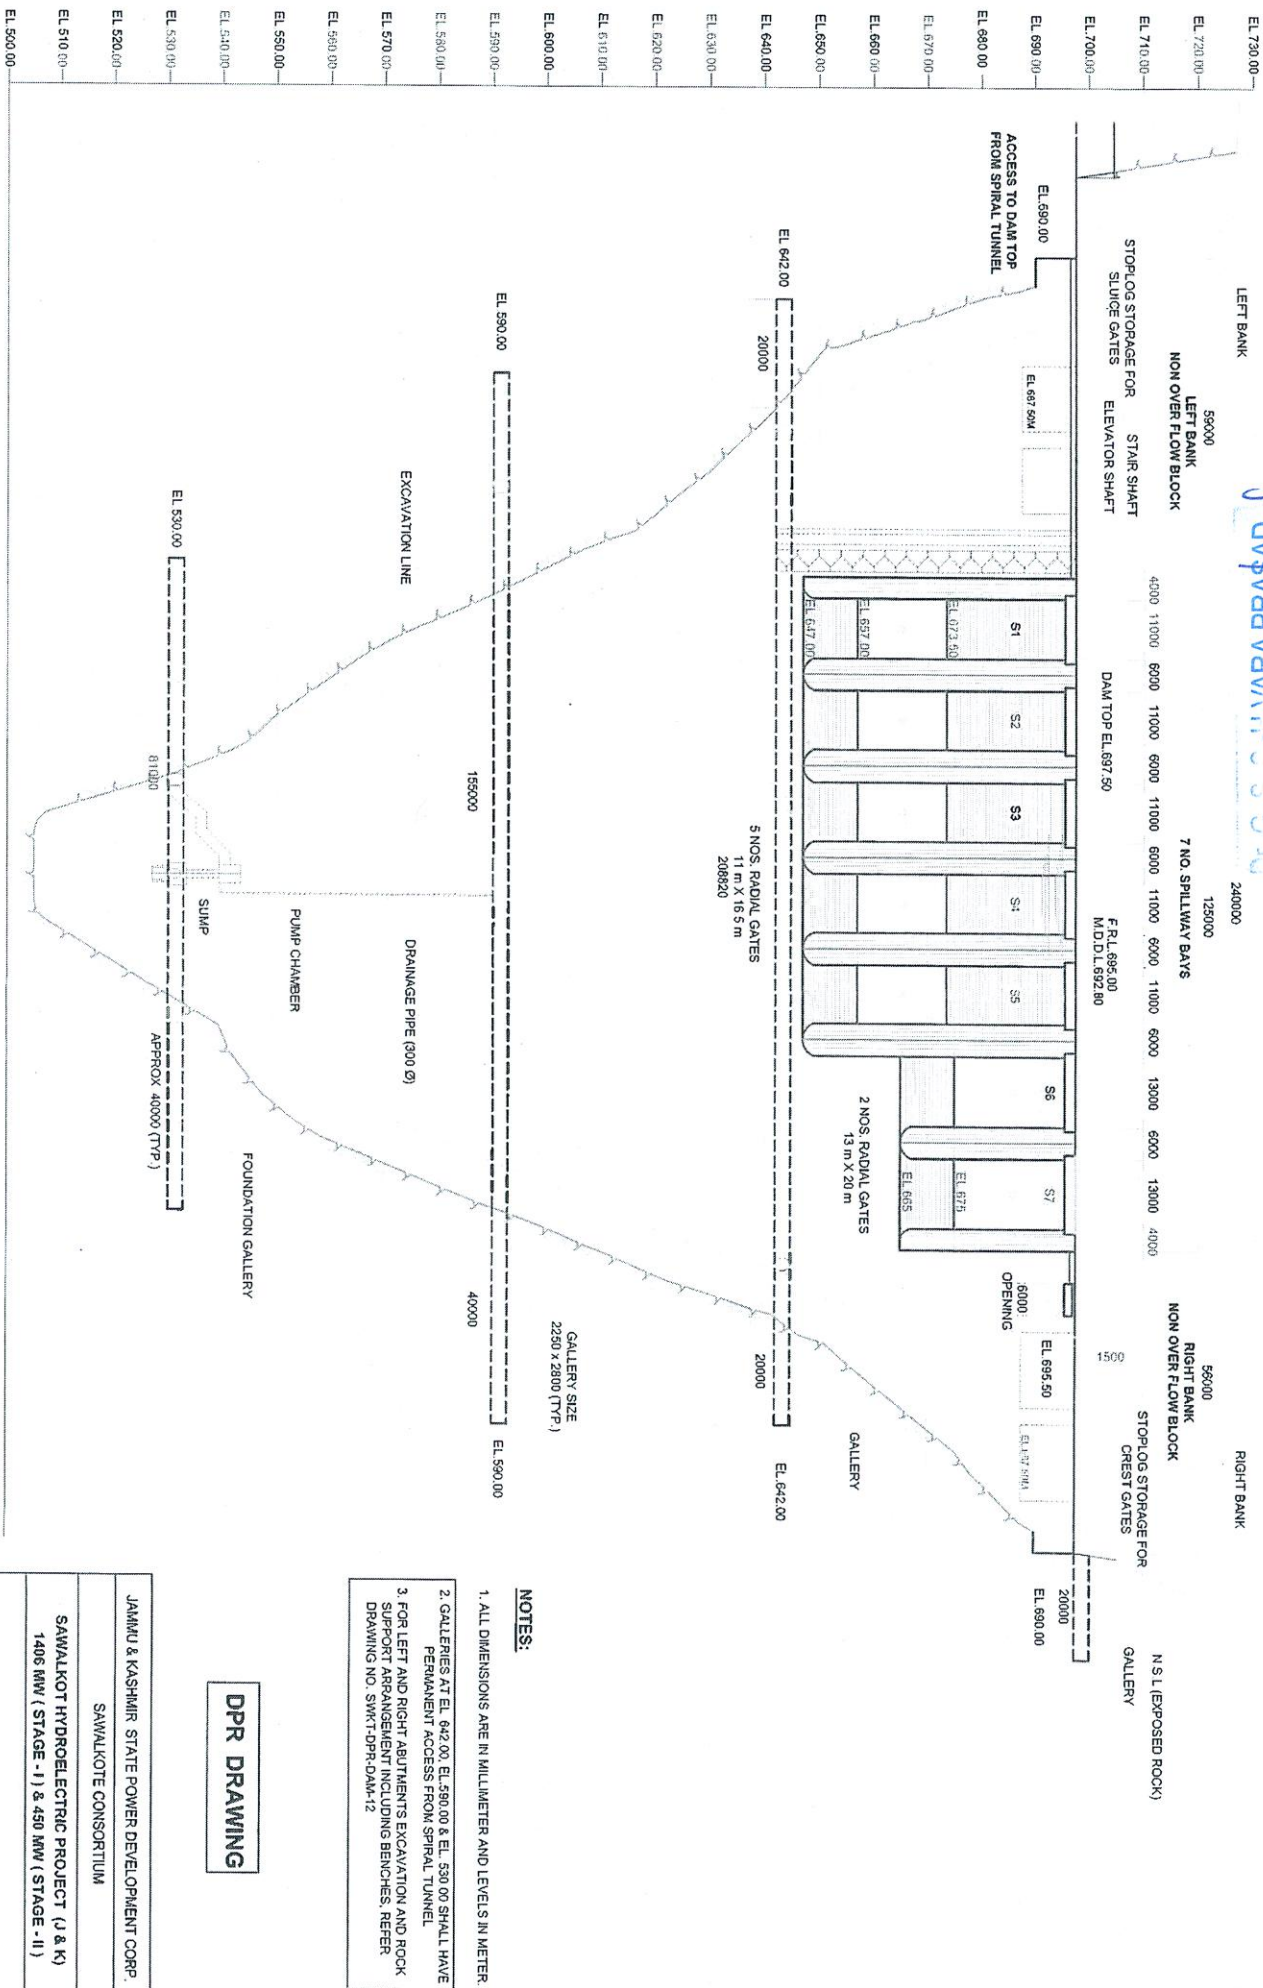 LEFT BANK
240000
RIGHT BANK
59000
LEFT BANK
NON OVER FLOW BLOCK
125000
7 NO. SPILLWAY BAYS
56000
RIGHT BANK
NON OVER FLOW BLOCK
4000 11000 6000 11000 6000 11000 6000 11000 6000 11000 6000 13000 6000 13000 4000
STOPLOG STORAGE FOR
SLUICE GATES
STAIR SHAFT
ELEVATOR SHAFT
DAM TOP EL.697.50
F.R.L.695.00
M.D.D.L.692.80
1500
STOPLOG STORAGE FOR
CREST GATES
N S L (EXPOSED ROCK)
GALLERY
20000
EL.690.00
EL.690.00
ACCESS TO DAM TOP
FROM SPIRAL TUNNEL
EL 687 50M
S1
S2
S3
S4
S5
S6
S7
EL 657 00
EL 647 00
EL 675
EL 665
6000
OPENING
EL 695.50
2 NOS. RADIAL GATES
13 m X 20 m
GALLERY
EL 642.00
20000
5 NOS. RADIAL GATES
11 m X 16 5 m
208820
20000
EL.642.00
GALLERY SIZE
2250 x 2800 (TYP.)
EL 590.00
155000
40000
EL.590.00
EXCAVATION LINE
DRAINAGE PIPE (300 Ø)
PUMP CHAMBER
SUMP
FOUNDATION GALLERY
EL 530.00
81000
APPROX 40000 (TYP.)
EL 730.00
EL 720.00
EL 710.00
EL.700.00
EL 690.00
EL 680 00
EL 670 00
EL 660 00
EL 650.00
EL 640.00
EL 630.00
EL 620.00
EL 610.00
EL 600.00
EL 590.00
EL 580.00
EL 570 00
EL 560 00
EL 550.00
EL 540 00
EL 530.00
EL 520.00
EL 510 00
EL 500.00
NOTES:
1. ALL DIMENSIONS ARE IN MILLIMETER AND LEVELS IN METER.
2. GALLERIES AT EL 642.00, EL.590.00 & EL. 530 00 SHALL HAVE
PERMANENT ACCESS FROM SPIRAL TUNNEL
3. FOR LEFT AND RIGHT ABUTMENTS EXCAVATION AND ROCK
SUPPORT ARRANGEMENT INCLUDING BENCHES, REFER
DRAWING NO. SWKT-DPR-DAM-12
DPR DRAWING
JAMMU & KASHMIR STATE POWER DEVELOPMENT CORP.
SAWALKOTE CONSORTIUM
SAWALKOT HYDROELECTRIC PROJECT (J & K)
1406 MW ( STAGE - I ) & 450 MW ( STAGE - II )